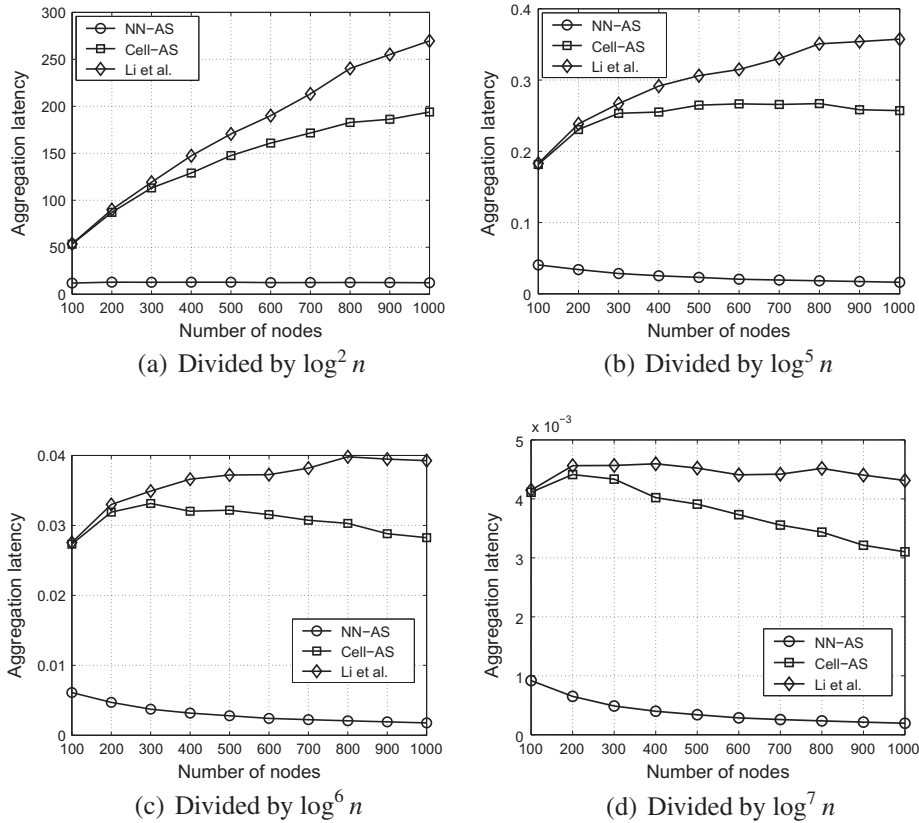 300
250
200
150
100
50
0
Aggregation latency
NN−AS
Cell−AS
Li et al.
100 200 300 400 500 600 700 800 900 1000
Number of nodes
(a) Divided by log² n
0.4
0.3
0.2
0.1
0
Aggregation latency
NN−AS
Cell−AS
Li et al.
100 200 300 400 500 600 700 800 900 1000
Number of nodes
(b) Divided by log⁵ n
0.04
0.03
0.02
0.01
0
Aggregation latency
NN−AS
Cell−AS
Li et al.
100 200 300 400 500 600 700 800 900 1000
Number of nodes
(c) Divided by log⁶ n
x 10⁻³
5
4
3
2
1
0
Aggregation latency
NN−AS
Cell−AS
Li et al.
100 200 300 400 500 600 700 800 900 1000
Number of nodes
(d) Divided by log⁷ n